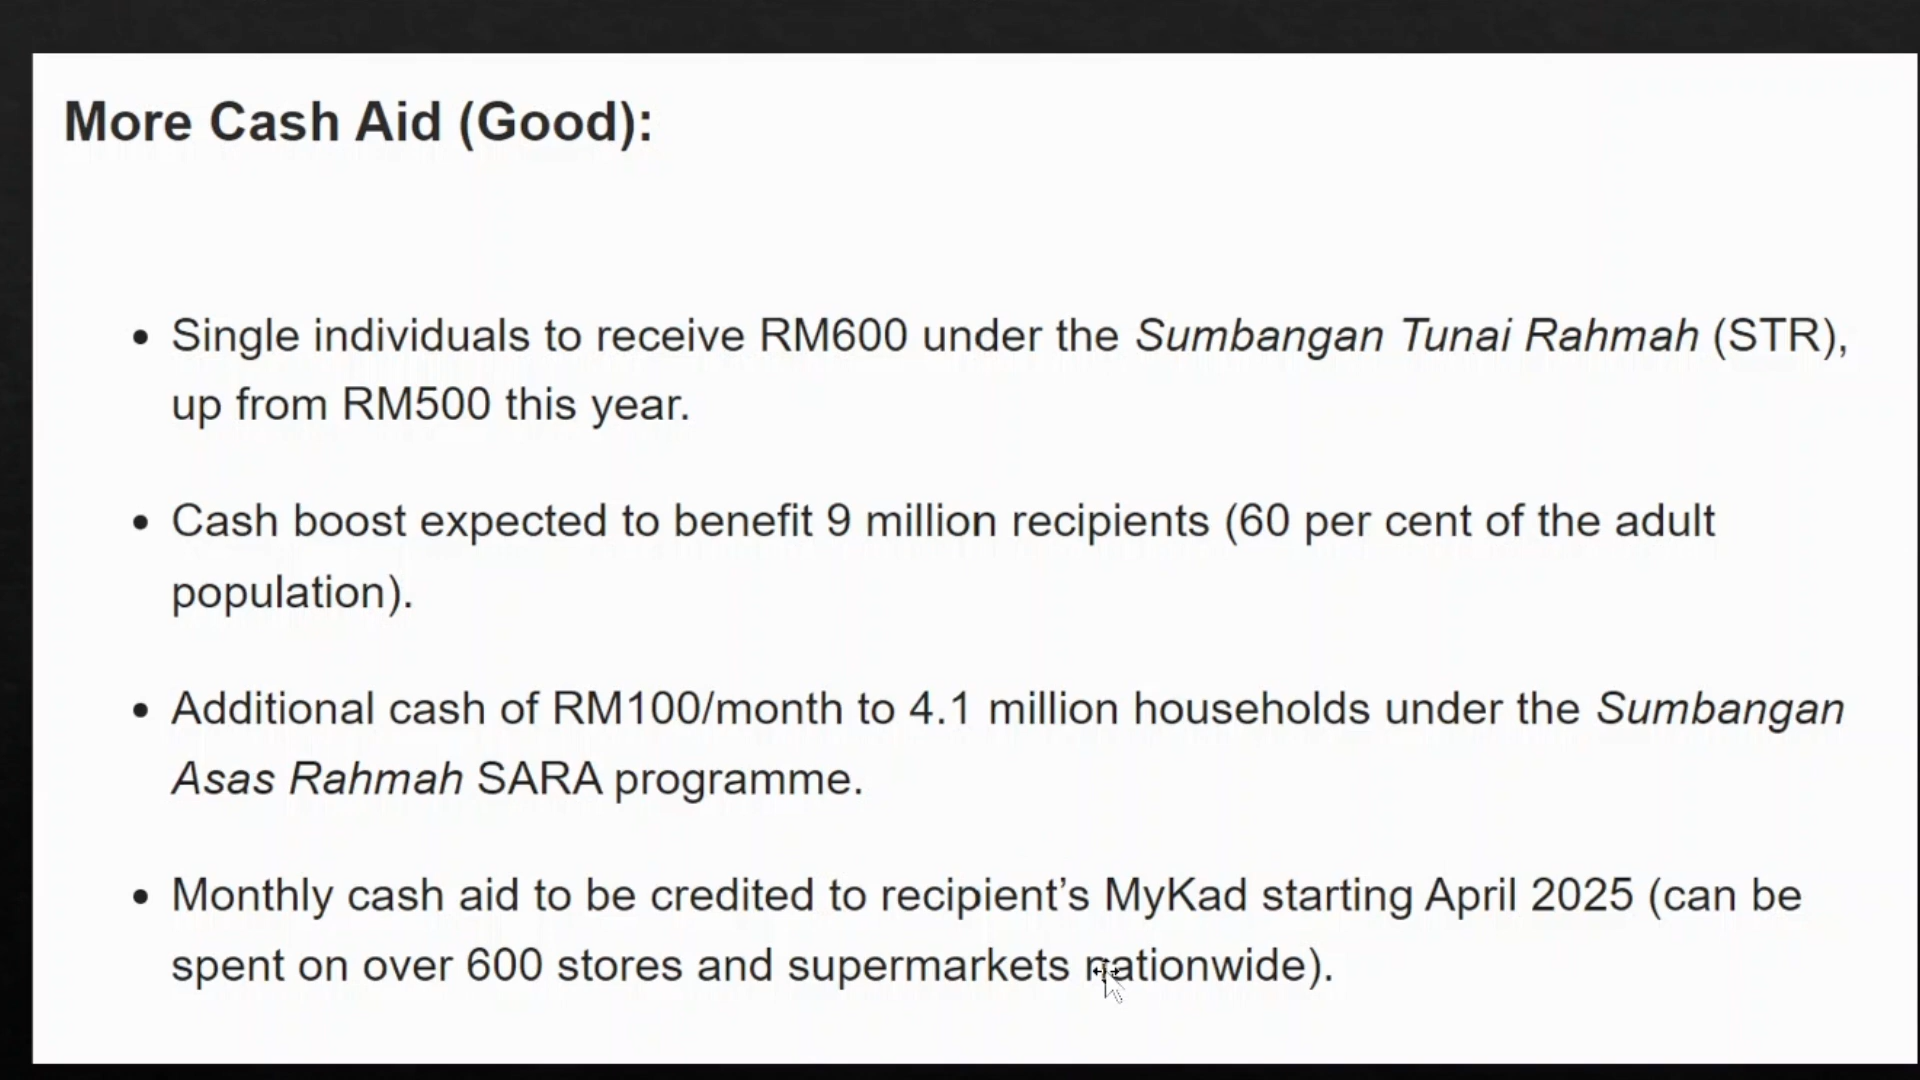 More Cash Aid (Good):
• Single individuals to receive RM600 under the Sumbangan Tunai Rahmah (STR),
up from RM500 this year.
• Cash boost expected to benefit 9 million recipients (60 per cent of the adult
population).
• Additional cash of RM100/month to 4.1 million households under the Sumbangan
Asas Rahmah SARA programme.
• Monthly cash aid to be credited to recipient’s MyKad starting April 2025 (can be
spent on over 600 stores and supermarkets nationwide).